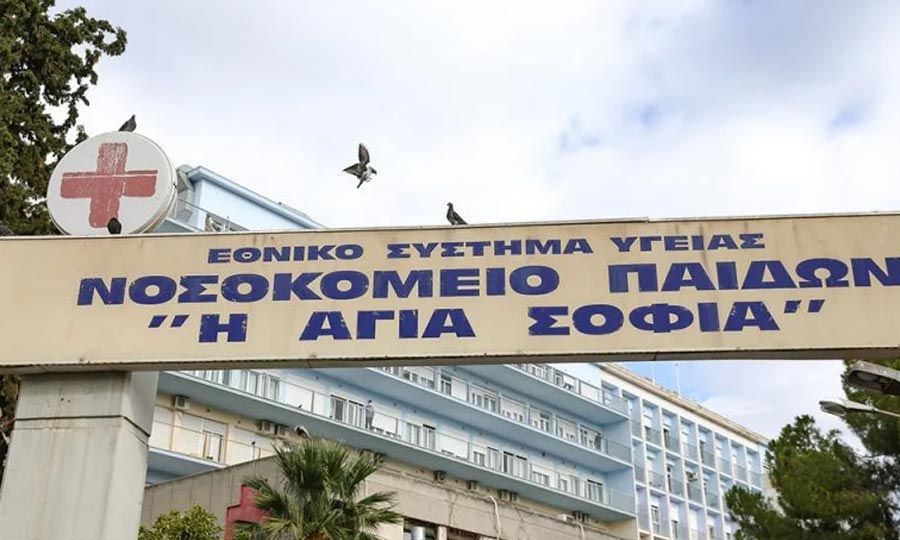 ΕΘΝΙΚΟ ΣΥΣΤΗΜΑ ΥΓΕΙΑΣ
ΝΟΣΟΚΟΜΕΙΟ ΠΑΙΔΩΝ
"Η ΑΓΙΑ ΣΟΦΙΑ"